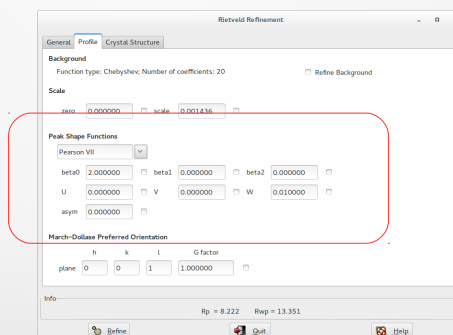 Rietveld Refinement
General Profile Crystal Structure
Background
Function type: Chebyshev; Number of coefficients: 20 Refine Background
Scale
zero 0.000000 scale 0.001436
Peak Shape Functions
Pearson VII
beta0 2.000000 beta1 0.000000 beta2 0.000000
U 0.000000 V 0.000000 W 0.010000
asym 0.000000
March-Dollase Preferred Orientation
h k l G factor
plane 0 0 1 1.000000
Info
Rp = 8.222 Rwp = 13.351
Refine Quit Help